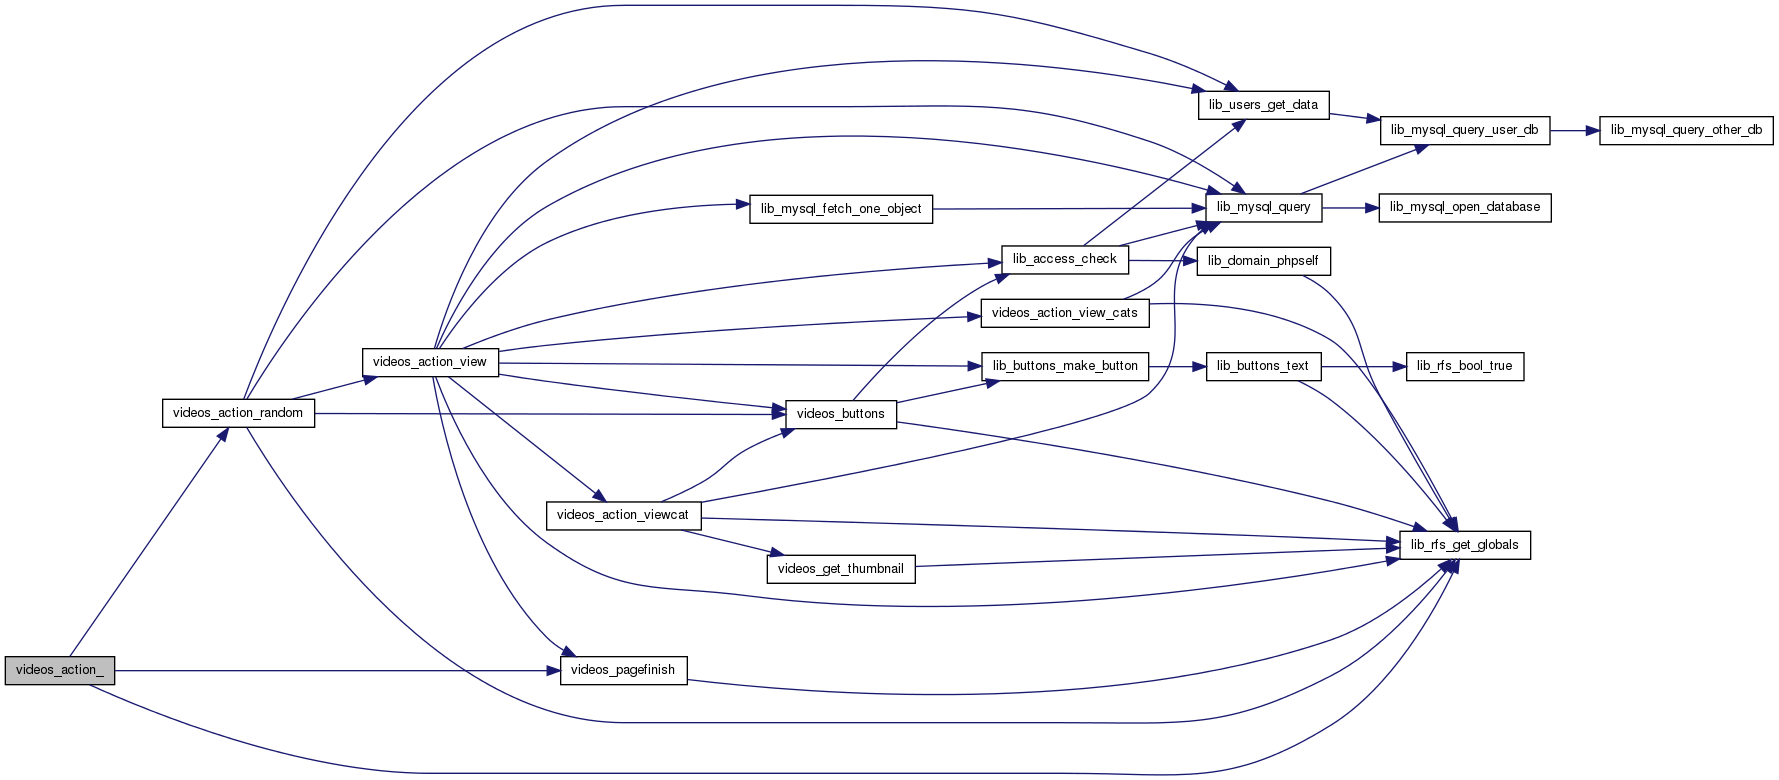 lib_users_get_data
lib_mysql_query_user_db
lib_mysql_query_other_db
lib_mysql_fetch_one_object
lib_mysql_query
lib_mysql_open_database
lib_access_check
lib_domain_phpself
videos_action_view_cats
videos_action_view
lib_buttons_make_button
lib_buttons_text
lib_rfs_bool_true
videos_action_random
videos_buttons
videos_action_viewcat
lib_rfs_get_globals
videos_get_thumbnail
videos_action_
videos_pagefinish